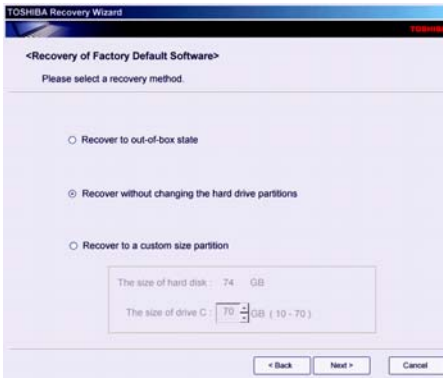 TOSHIBA Recovery Wizard
TOSHIBA
<Recovery of Factory Default Software>
Please select a recovery method.
Recover to out-of-box state
Recover without changing the hard drive partitions
Recover to a custom size partition
The size of hard disk : 74 GB
The size of drive C : 70 GB ( 10 - 70 )
< Back Next > Cancel